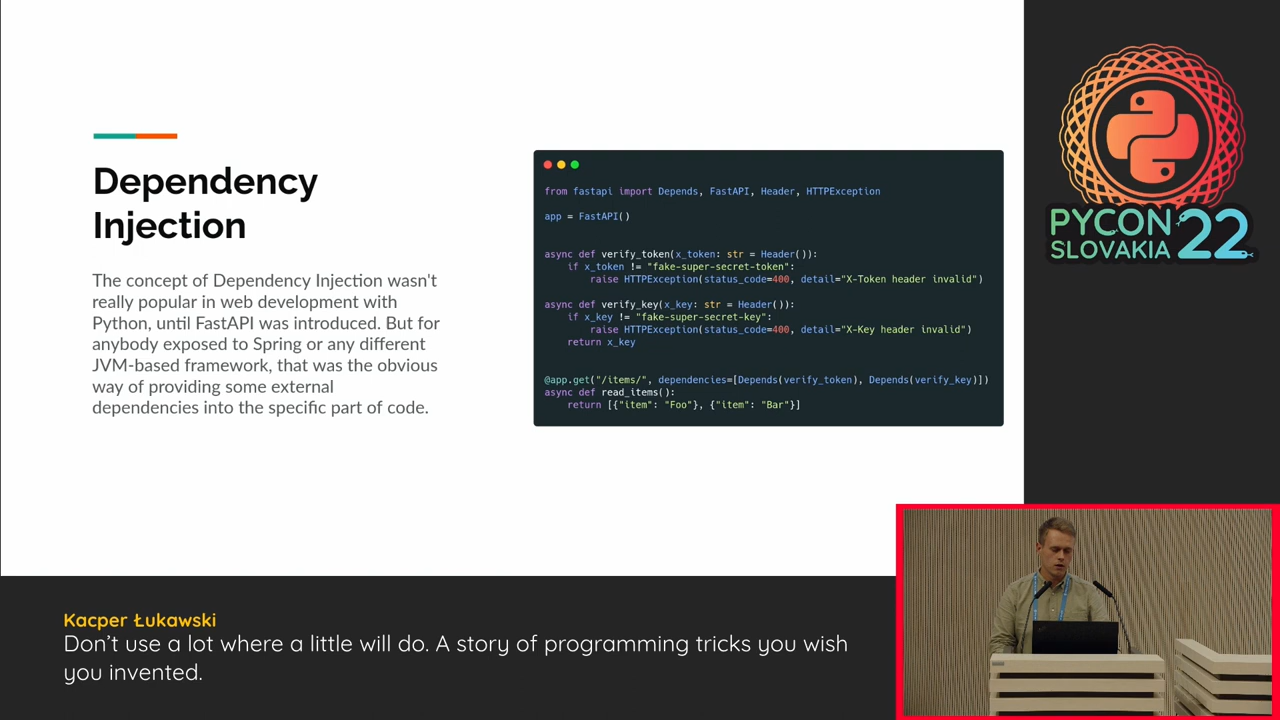 Dependency
Injection
The concept of Dependency Injection wasn't
really popular in web development with
Python, until FastAPI was introduced. But for
anybody exposed to Spring or any different
JVM-based framework, that was the obvious
way of providing some external
dependencies into the specific part of code.
from fastapi import Depends, FastAPI, Header, HTTPException
app = FastAPI()
async def verify_token(x_token: str = Header()):
    if x_token != "fake-super-secret-token":
        raise HTTPException(status_code=400, detail="X-Token header invalid")
async def verify_key(x_key: str = Header()):
    if x_key != "fake-super-secret-key":
        raise HTTPException(status_code=400, detail="X-Key header invalid")
    return x_key
@app.get("/items/", dependencies=[Depends(verify_token), Depends(verify_key)])
async def read_items():
    return [{"item": "Foo"}, {"item": "Bar"}]
PYCON
SLOVAKIA 22
Kacper Łukawski
Don't use a lot where a little will do. A story of programming tricks you wish
you invented.